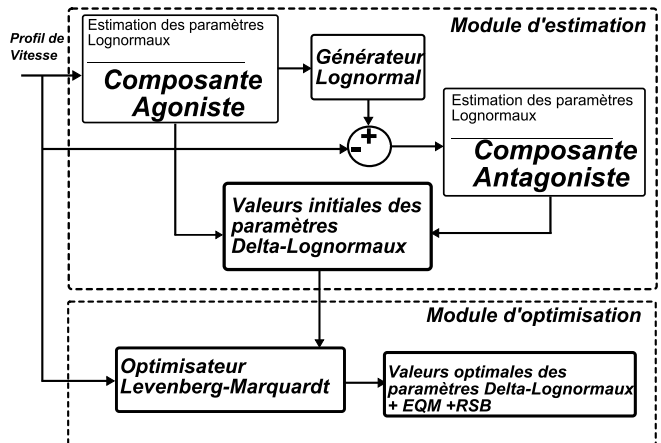 Module d'estimation
Profil de
Vitesse
Estimation des paramètres
Lognormaux
Composante
Agoniste
Générateur
Lognormal
+
-
Estimation des paramètres
Lognormaux
Composante
Antagoniste
Valeurs initiales des
paramètres
Delta-Lognormaux
Module d'optimisation
Optimisateur
Levenberg-Marquardt
Valeurs optimales des
paramètres Delta-Lognormaux
+ EQM +RSB